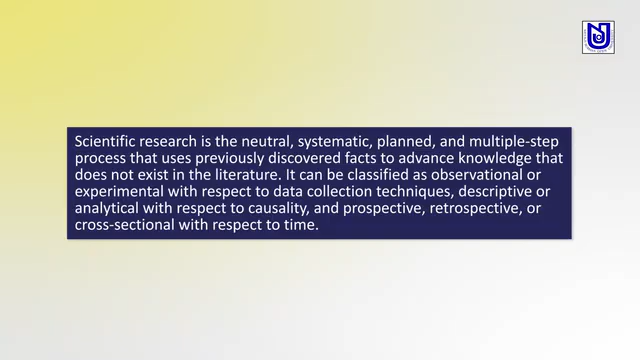 Scientific research is the neutral, systematic, planned, and multiple-step
process that uses previously discovered facts to advance knowledge that
does not exist in the literature. It can be classified as observational or
experimental with respect to data collection techniques, descriptive or
analytical with respect to causality, and prospective, retrospective, or
cross-sectional with respect to time.